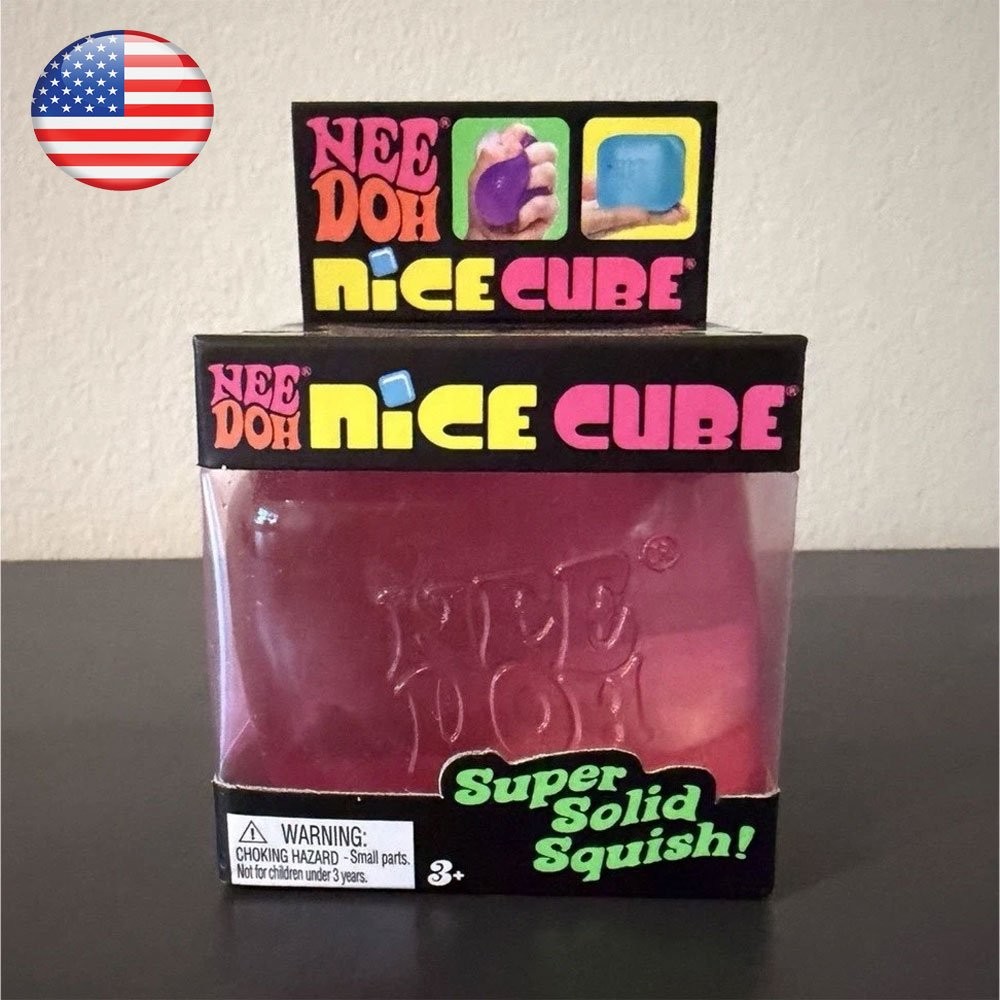 NEE®
DOH
NiCE CUBE®
NEE®
DOH
NiCE CUBE®
NEE®
DOH
Super
Solid
Squish!
⚠ WARNING:
CHOKING HAZARD - Small parts.
Not for children under 3 years.
3+